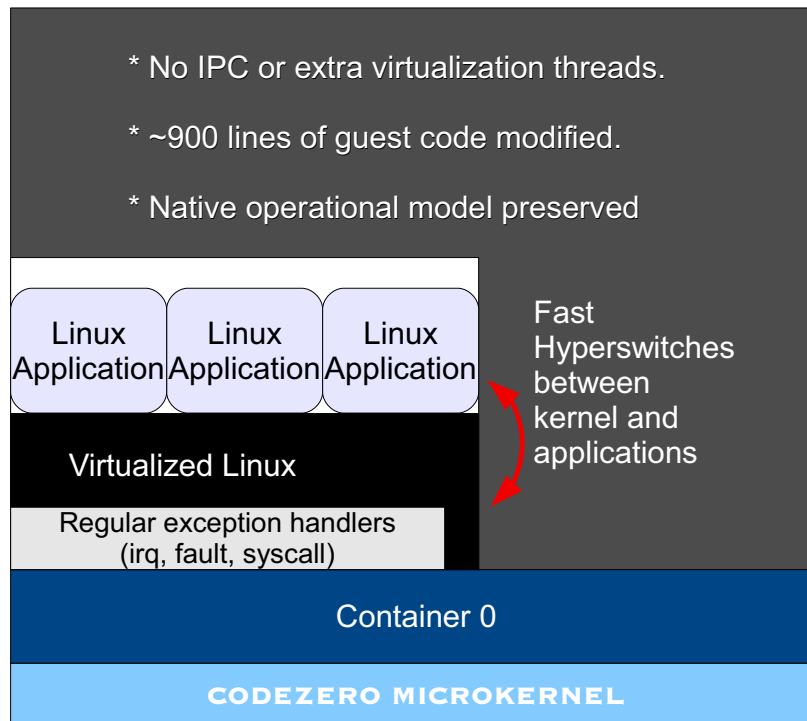 * No IPC or extra virtualization threads.
* ~900 lines of guest code modified.
* Native operational model preserved
Linux
Application
Linux
Application
Linux
Application
Fast
Hyperswitches
between
kernel and
applications
Virtualized Linux
Regular exception handlers
(irq, fault, syscall)
Container 0
CODEZERO MICROKERNEL